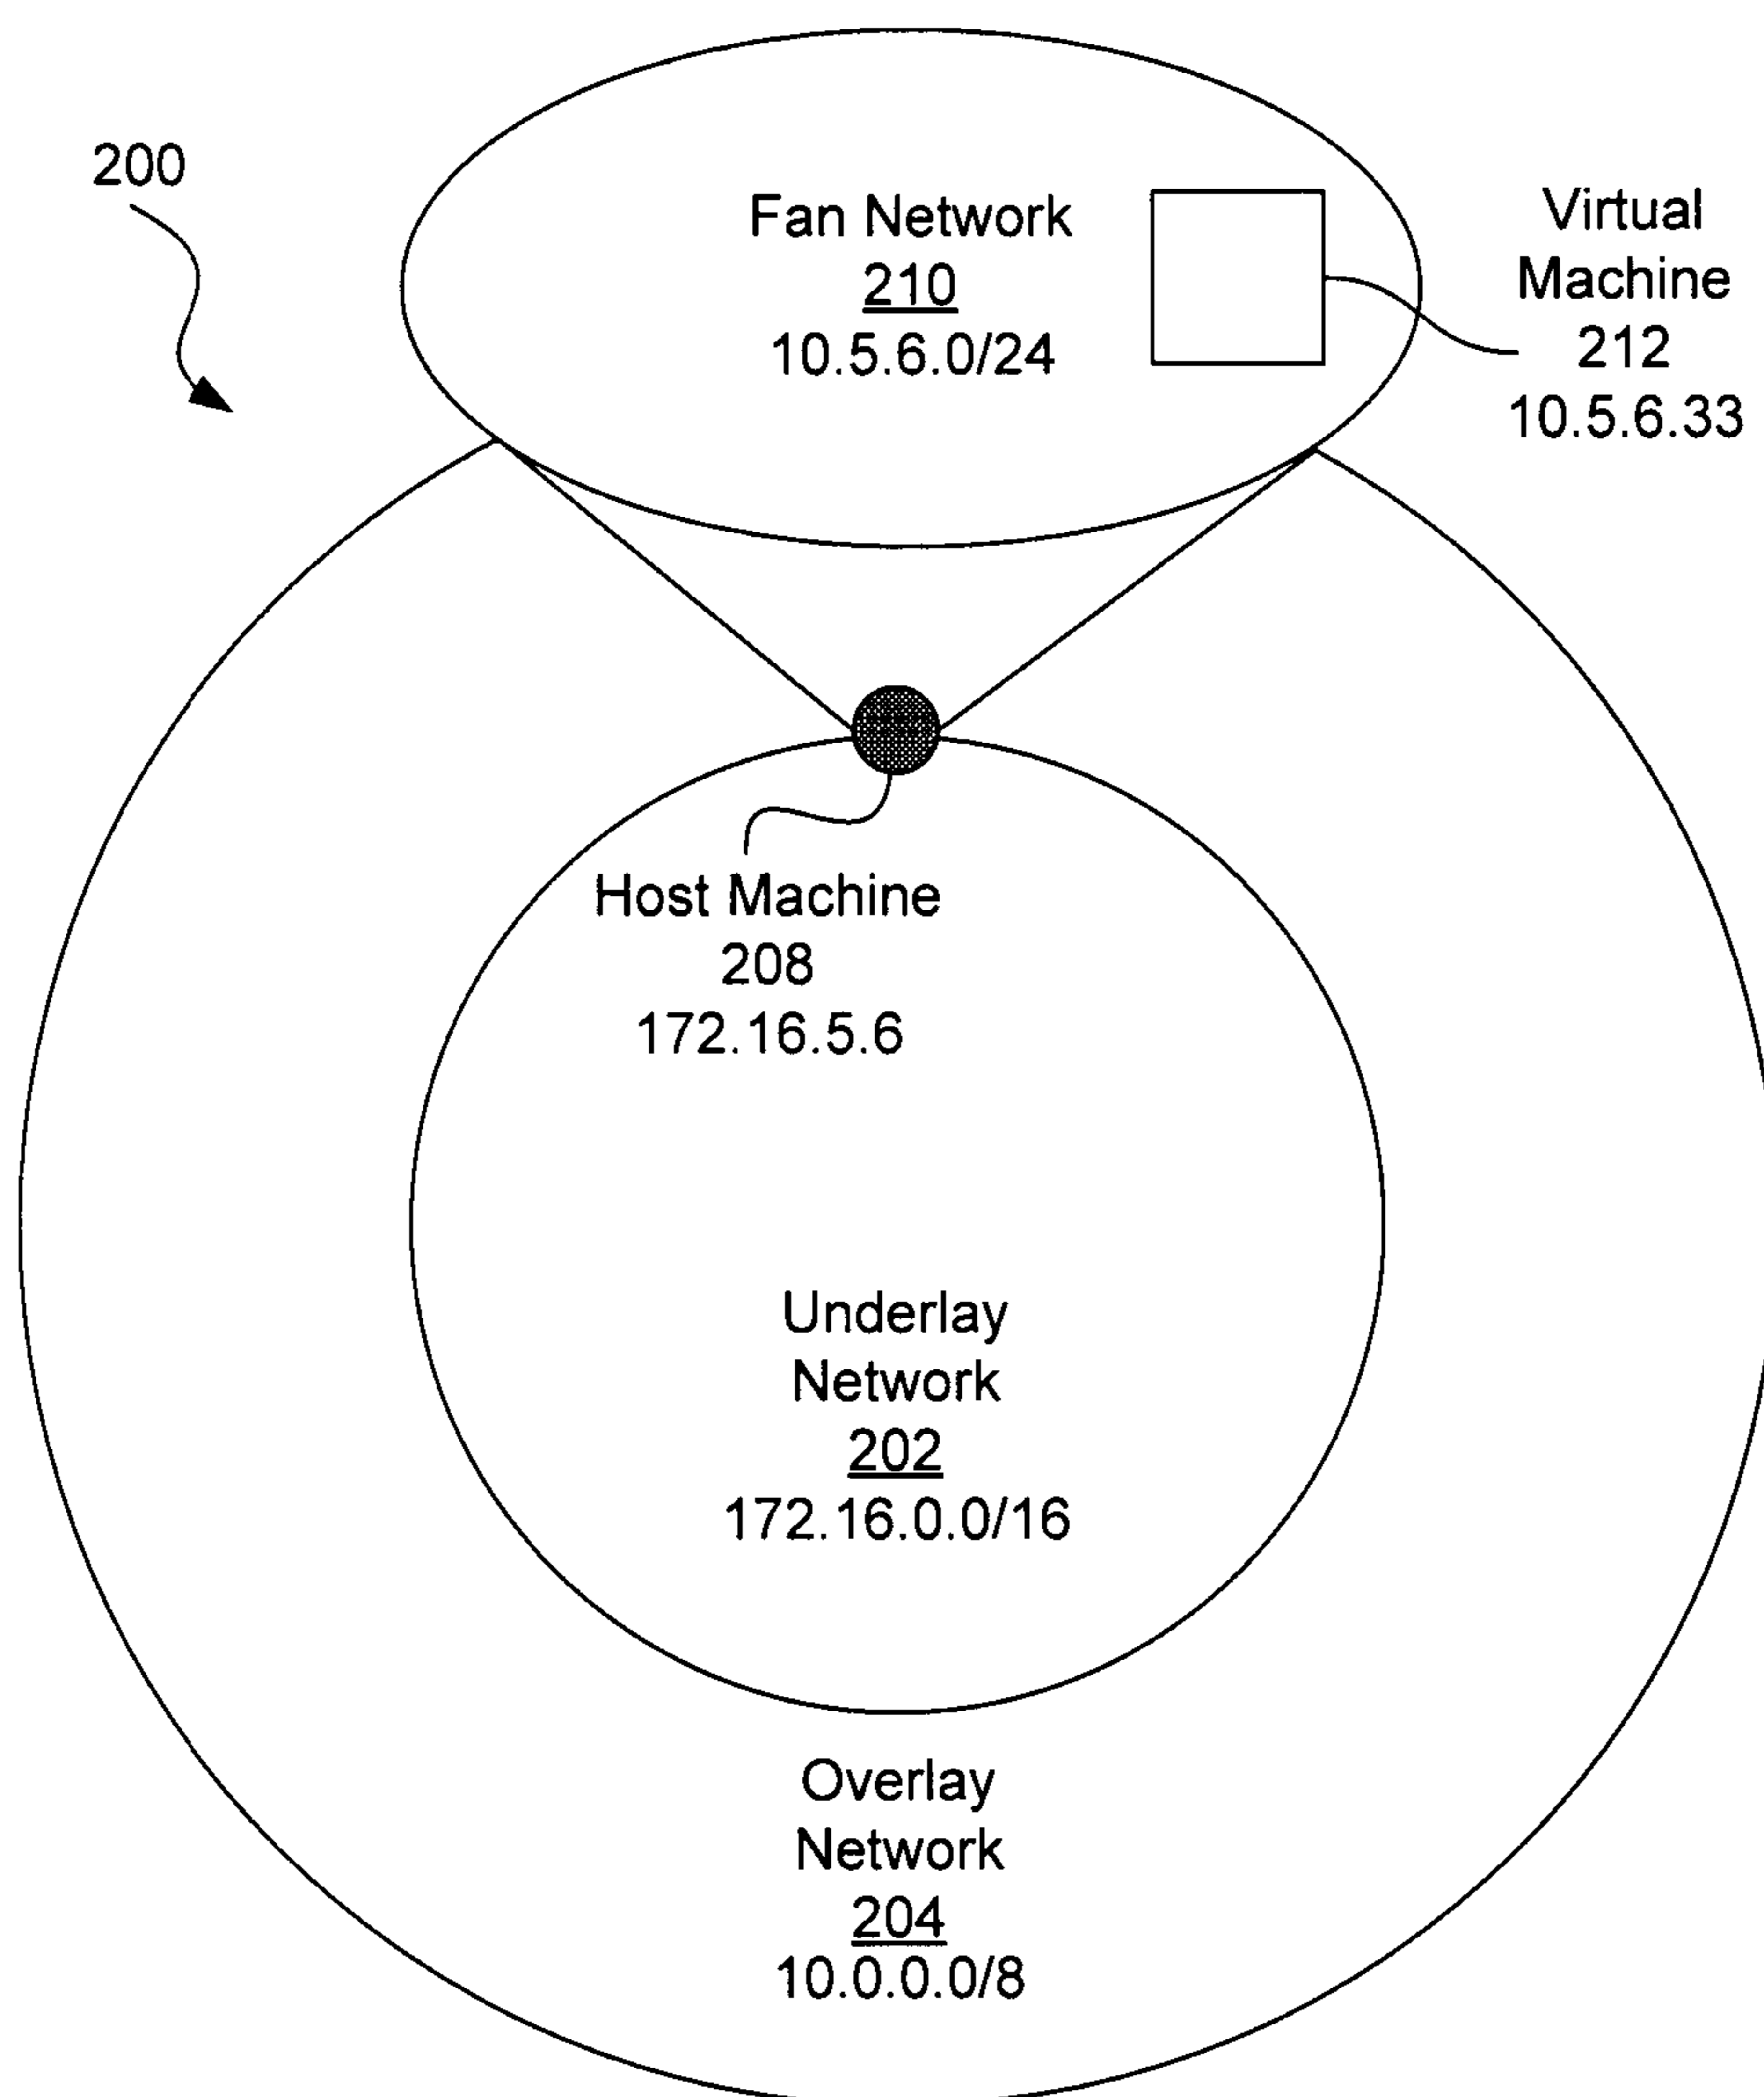 200
Fan Network
210
10.5.6.0/24
Virtual
Machine
212
10.5.6.33
Host Machine
208
172.16.5.6
Underlay
Network
202
172.16.0.0/16
Overlay
Network
204
10.0.0.0/8